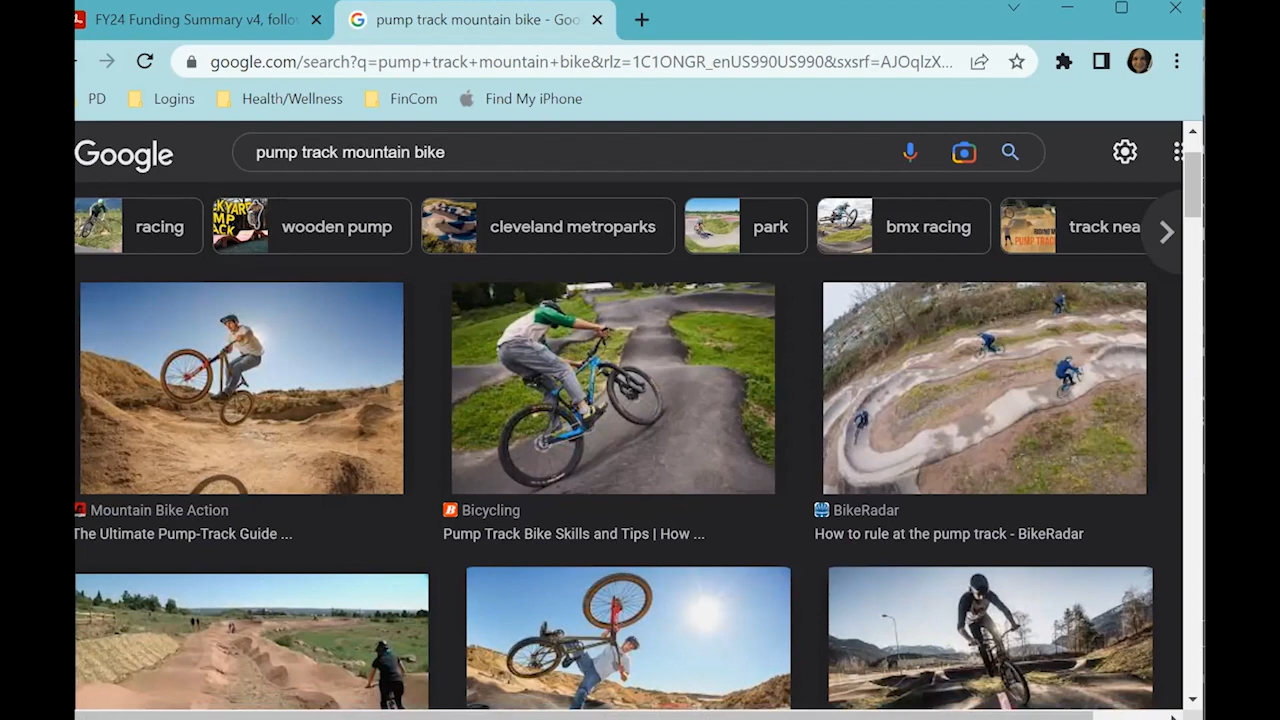 FY24 Funding Summary v4, follo
pump track mountain bike - Goo
google.com/search?q=pump+track+mountain+bike&rlz=1C1ONGR_enUS990US990&sxsrf=AJOqlzX...
PD Logins Health/Wellness FinCom Find My iPhone
Google
pump track mountain bike
racing
wooden pump
cleveland metroparks
park
bmx racing
PUMP TRAC
track nea
Mountain Bike Action
The Ultimate Pump-Track Guide ...
B Bicycling
Pump Track Bike Skills and Tips | How ...
BikeRadar
How to rule at the pump track - BikeRadar